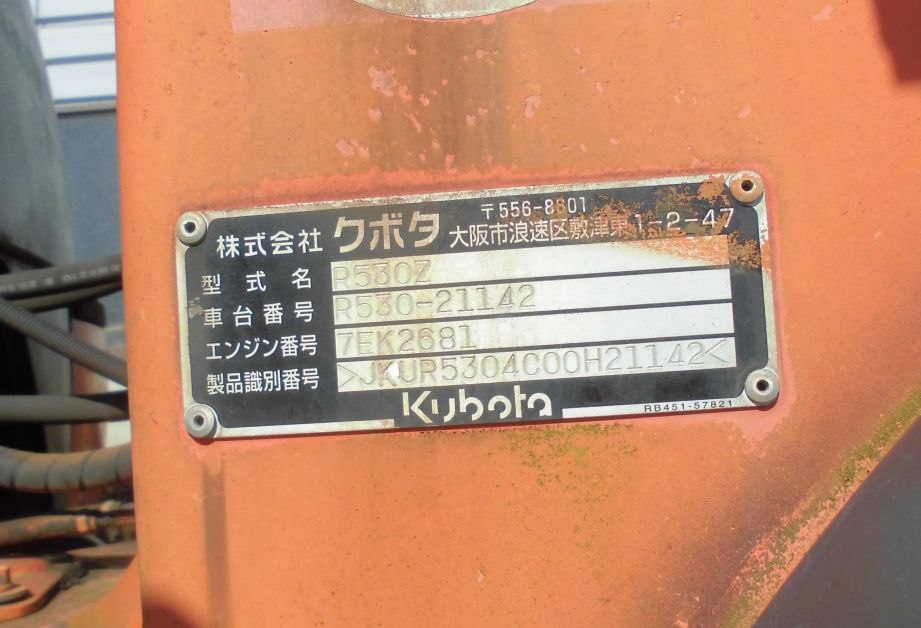 〒556-8601
株式会社 クボタ 大阪市浪速区敷津東1-2-47
型式名 R530Z
車台番号 R530-21142
エンジン番号 7EK2681
製品識別番号 >JKUR5304C00H21142<
Kubota
RB451-57821